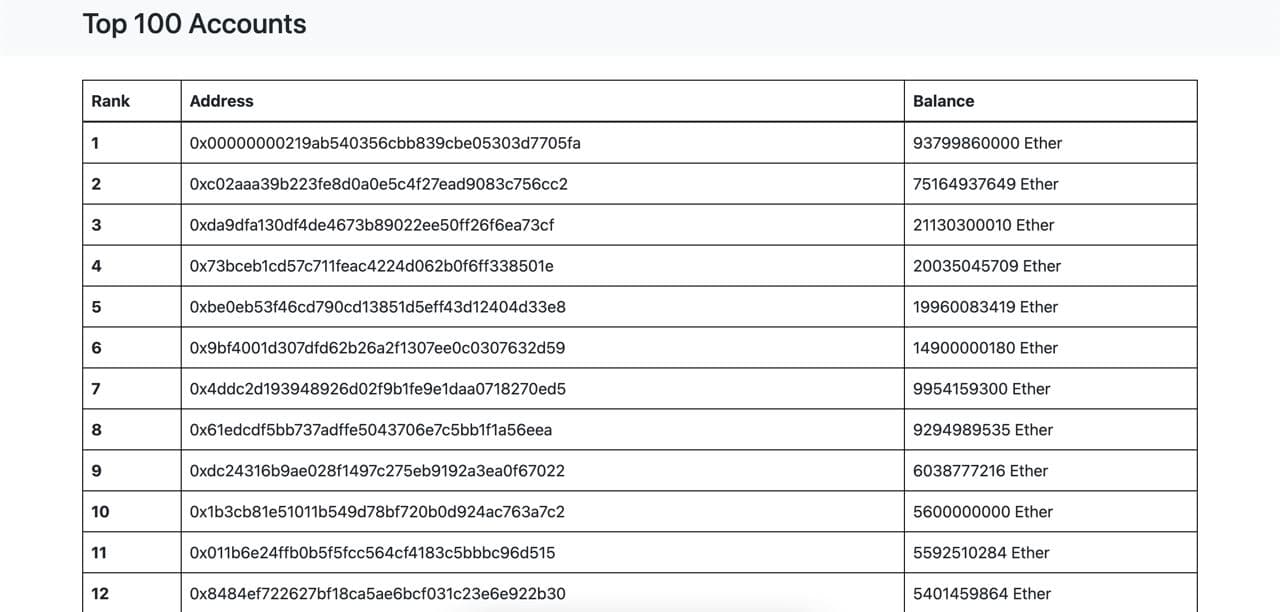 Top 100 Accounts
Rank Address Balance
1 0x00000000219ab540356cbb839cbe05303d7705fa 93799860000 Ether
2 0xc02aaa39b223fe8d0a0e5c4f27ead9083c756cc2 75164937649 Ether
3 0xda9dfa130df4de4673b89022ee50ff26f6ea73cf 21130300010 Ether
4 0x73bceb1cd57c711feac4224d062b0f6ff338501e 20035045709 Ether
5 0xbe0eb53f46cd790cd13851d5eff43d12404d33e8 19960083419 Ether
6 0x9bf4001d307dfd62b26a2f1307ee0c0307632d59 14900000180 Ether
7 0x4ddc2d193948926d02f9b1fe9e1daa0718270ed5 9954159300 Ether
8 0x61edcdf5bb737adffe5043706e7c5bb1f1a56eea 9294989535 Ether
9 0xdc24316b9ae028f1497c275eb9192a3ea0f67022 6038777216 Ether
10 0x1b3cb81e51011b549d78bf720b0d924ac763a7c2 5600000000 Ether
11 0x011b6e24ffb0b5f5fcc564cf4183c5bbbc96d515 5592510284 Ether
12 0x8484ef722627bf18ca5ae6bcf031c23e6e922b30 5401459864 Ether